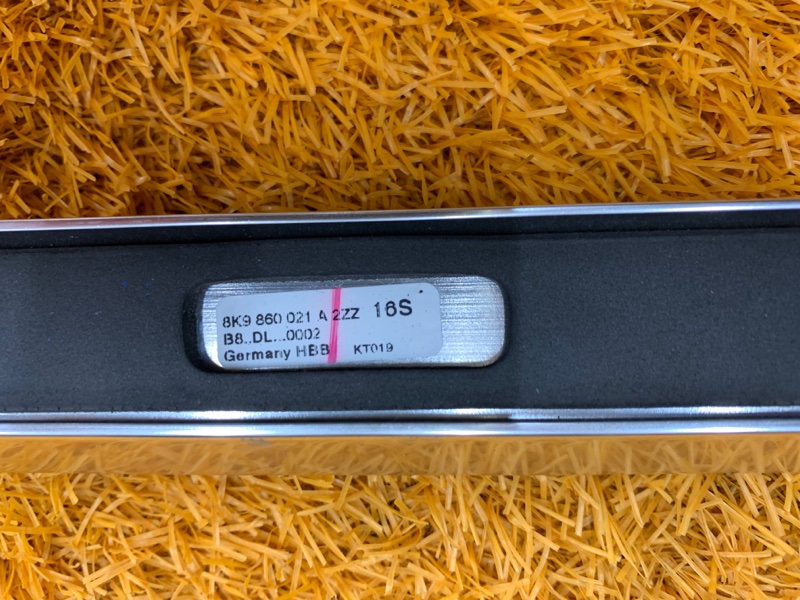 8K9 860 021 A 2ZZ 16S
B8..DL...0002
Germany HBB KT019